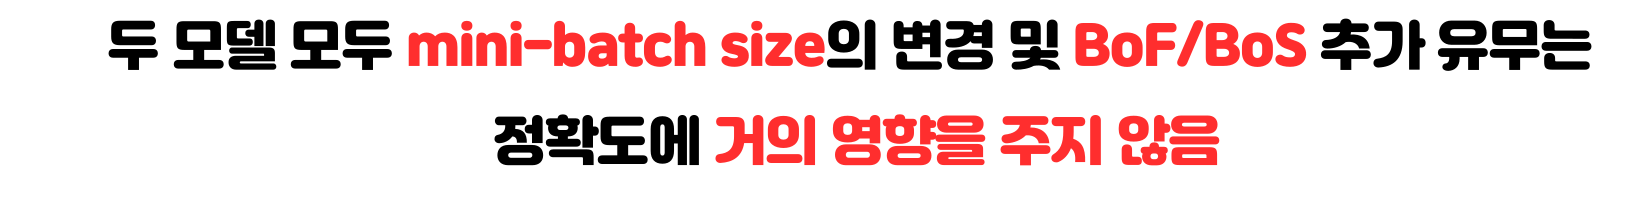 두 모델 모두 mini-batch size의 변경 및 BoF/BoS 추가 유무는
정확도에 거의 영향을 주지 않음